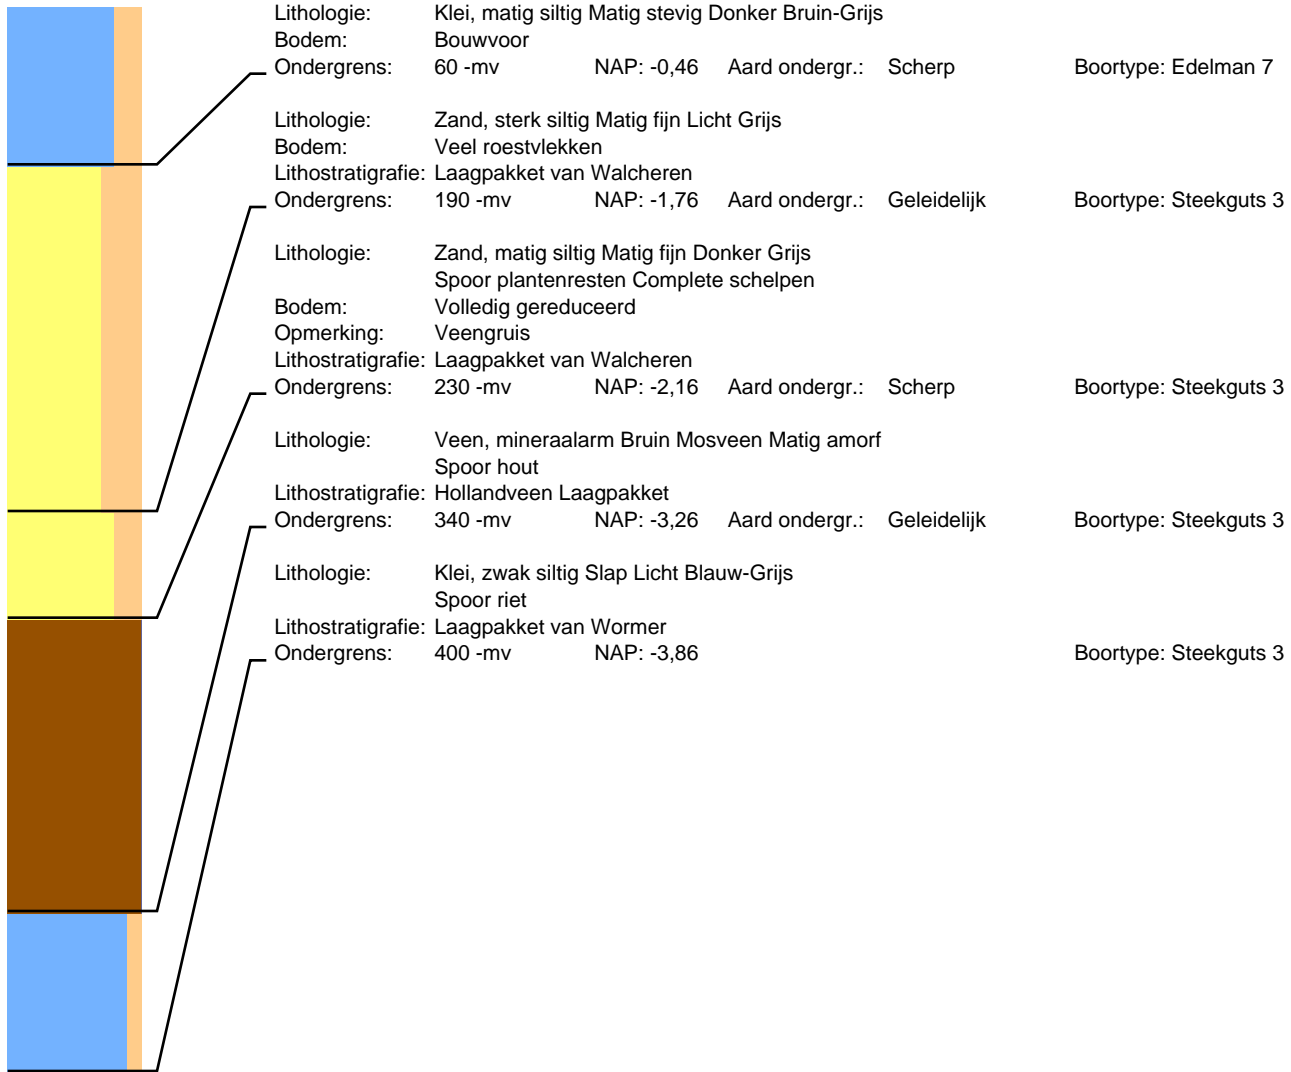 Lithologie: Klei, matig siltig Matig stevig Donker Bruin-Grijs
Bodem: Bouwvoor
Ondergrens: 60 -mv NAP: -0,46 Aard ondergr.: Scherp Boortype: Edelman 7
Lithologie: Zand, sterk siltig Matig fijn Licht Grijs
Bodem: Veel roestvlekken
Lithostratigrafie: Laagpakket van Walcheren
Ondergrens: 190 -mv NAP: -1,76 Aard ondergr.: Geleidelijk Boortype: Steekguts 3
Lithologie: Zand, matig siltig Matig fijn Donker Grijs
Spoor plantenresten Complete schelpen
Bodem: Volledig gereduceerd
Opmerking: Veengruis
Lithostratigrafie: Laagpakket van Walcheren
Ondergrens: 230 -mv NAP: -2,16 Aard ondergr.: Scherp Boortype: Steekguts 3
Lithologie: Veen, mineraalarm Bruin Mosveen Matig amorf
Spoor hout
Lithostratigrafie: Hollandveen Laagpakket
Ondergrens: 340 -mv NAP: -3,26 Aard ondergr.: Geleidelijk Boortype: Steekguts 3
Lithologie: Klei, zwak siltig Slap Licht Blauw-Grijs
Spoor riet
Lithostratigrafie: Laagpakket van Wormer
Ondergrens: 400 -mv NAP: -3,86 Boortype: Steekguts 3